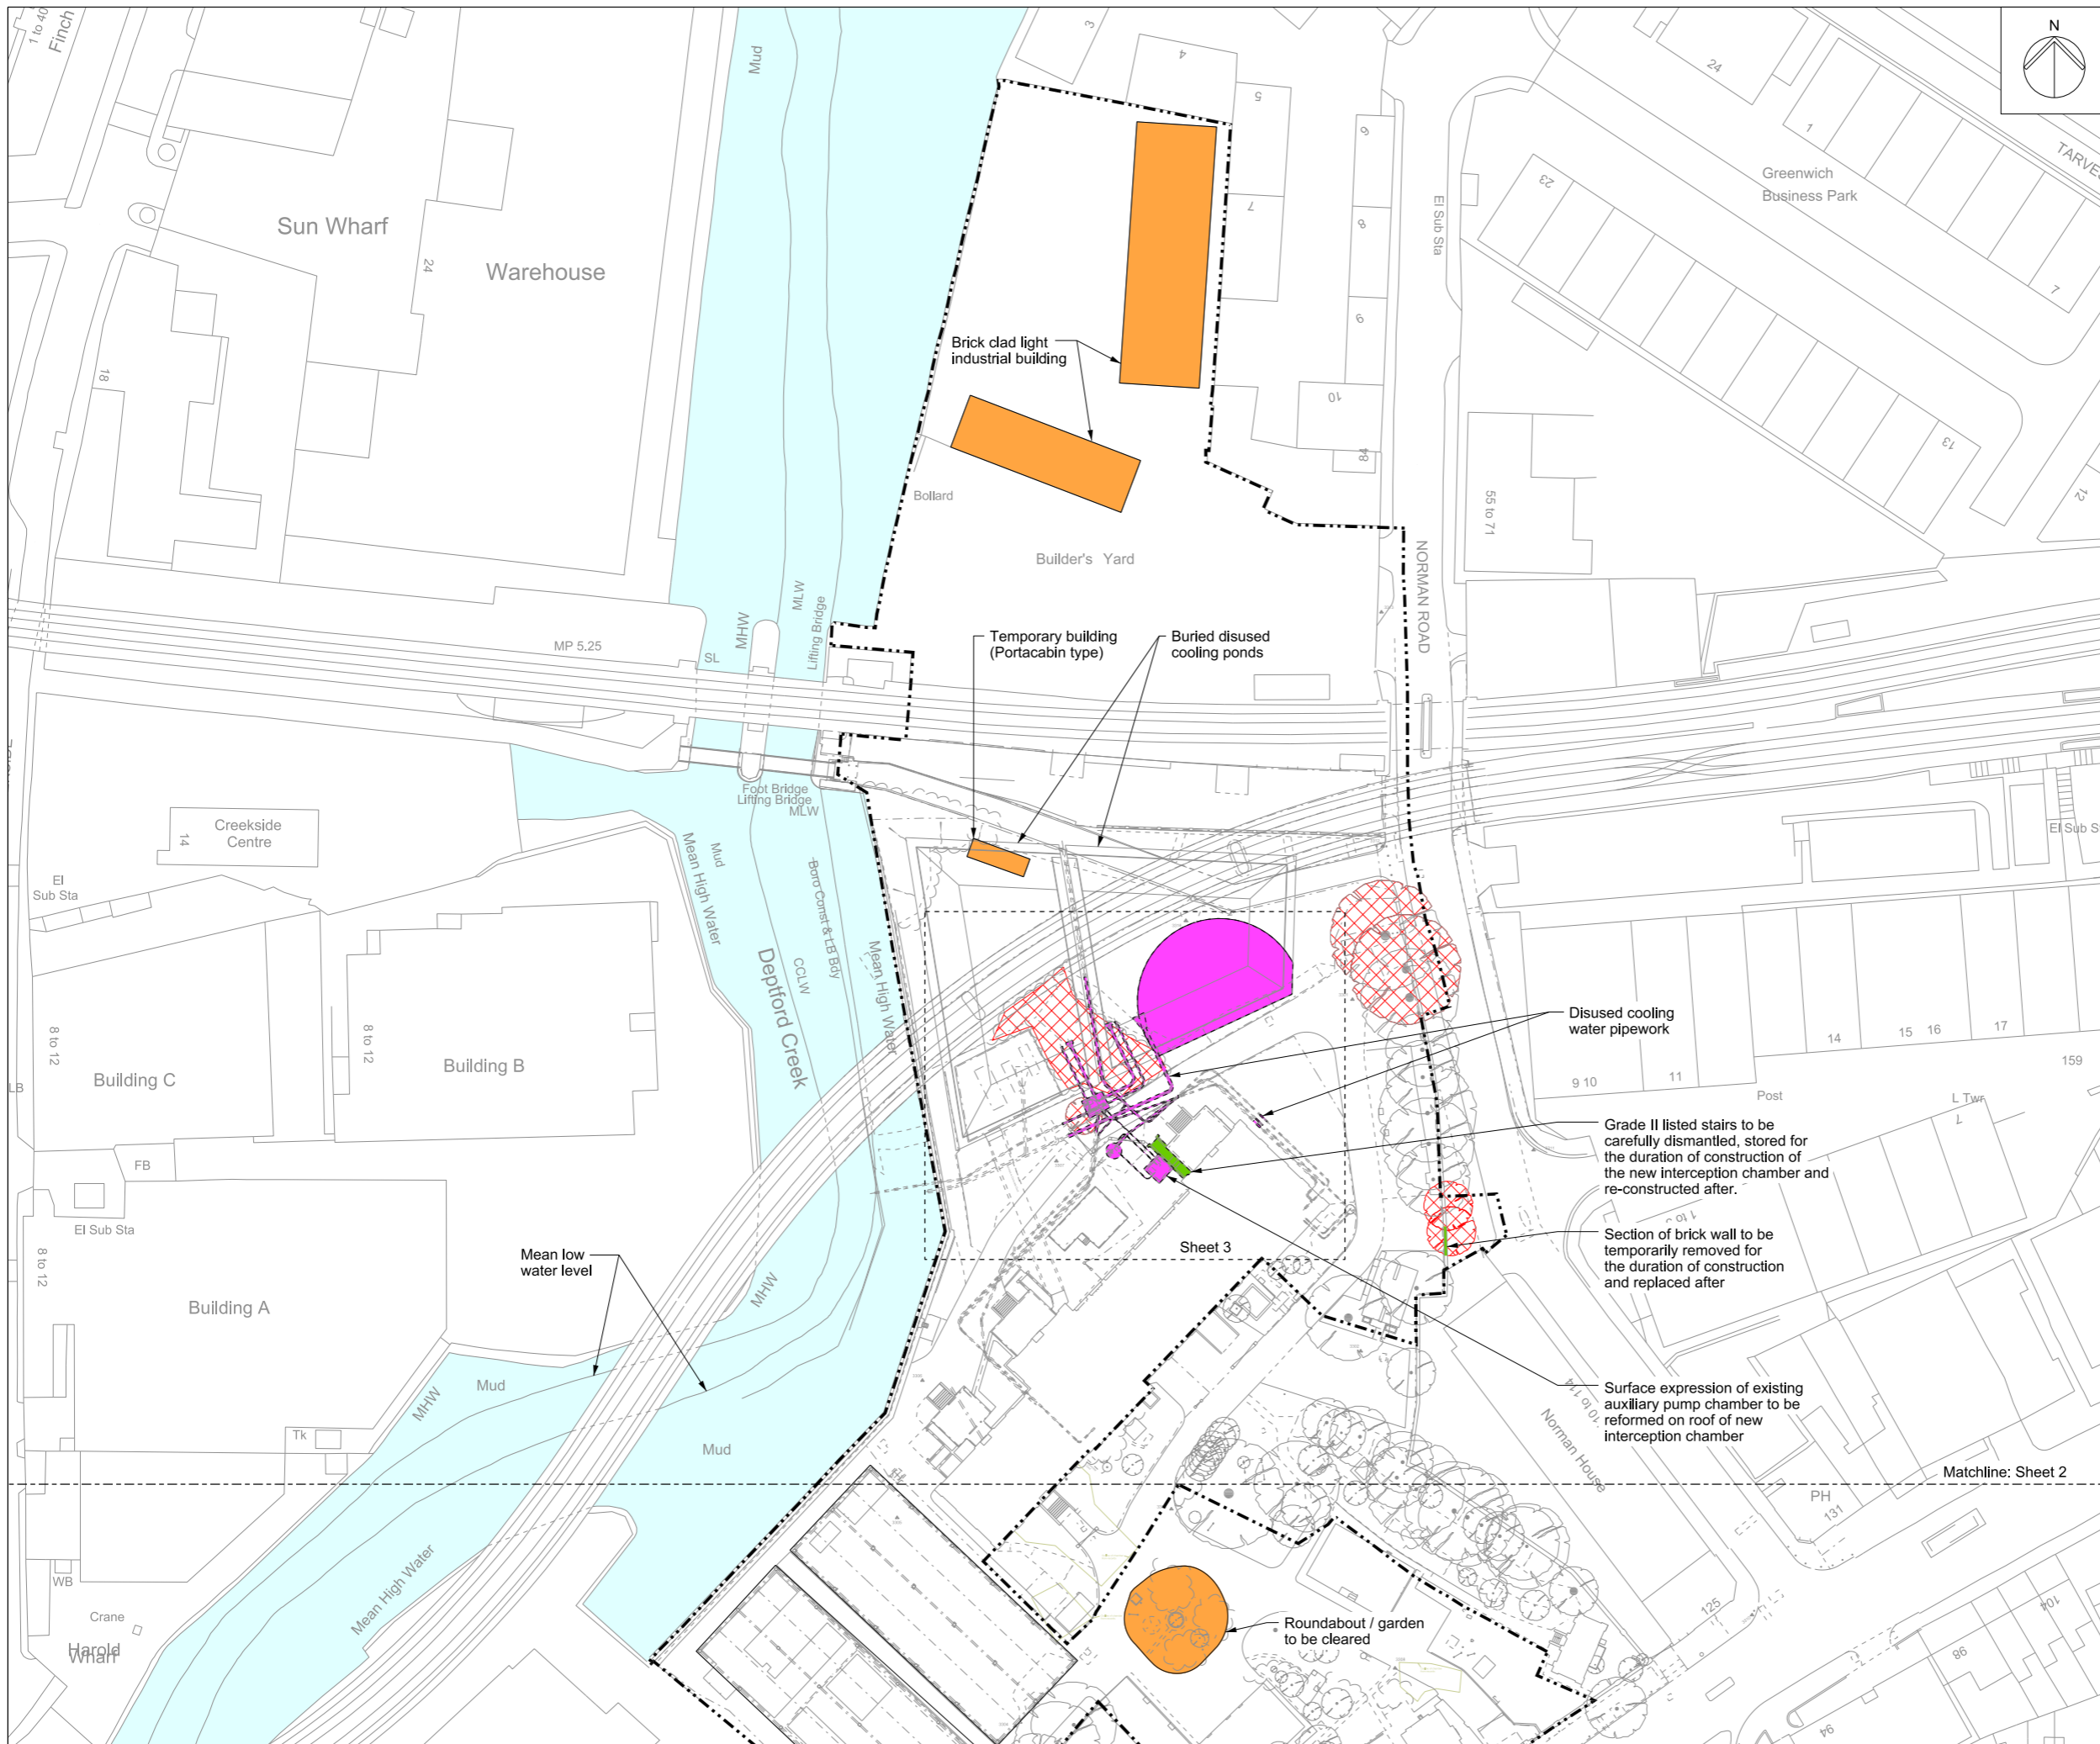 N
1 to 40
Finch
Mud
3
4
5
6
7
8
9
10
84
El Sub Sta
24
1
23
Greenwich
Business Park
7
13
12
Sun Wharf
24
Warehouse
18
Brick clad light
industrial building
Bollard
Builder's Yard
NORMAN ROAD
55 to 71
MP 5.25
SL
MHW
MLW
Lifting Bridge
Temporary building
(Portacabin type)
Buried disused
cooling ponds
Foot Bridge
Lifting Bridge
MLW
Creekside
Centre
14
El
Sub Sta
Mean High Water
Mud
Boro Const & LB Bdy
CCLW
Deptford Creek
Mean High Water
8 to 12
8 to 12
Building C
Building B
LB
FB
El Sub Sta
8 to 12
Building A
Disused cooling
water pipework
14
15
16
17
159
9 10
11
Post
L Twr
7
Grade II listed stairs to be
carefully dismantled, stored for
the duration of construction of
the new interception chamber and
re-constructed after.
Section of brick wall to be
temporarily removed for
the duration of construction
and replaced after
Sheet 3
Mean low
water level
MHW
MHW
Mud
Tk
Mud
Surface expression of existing
auxiliary pump chamber to be
reformed on roof of new
interception chamber
110 to 114
Norman House
Matchline: Sheet 2
PH
131
WB
Crane
Harold
Wharf
Mean High Water
Roundabout / garden
to be cleared
125
104
98
94